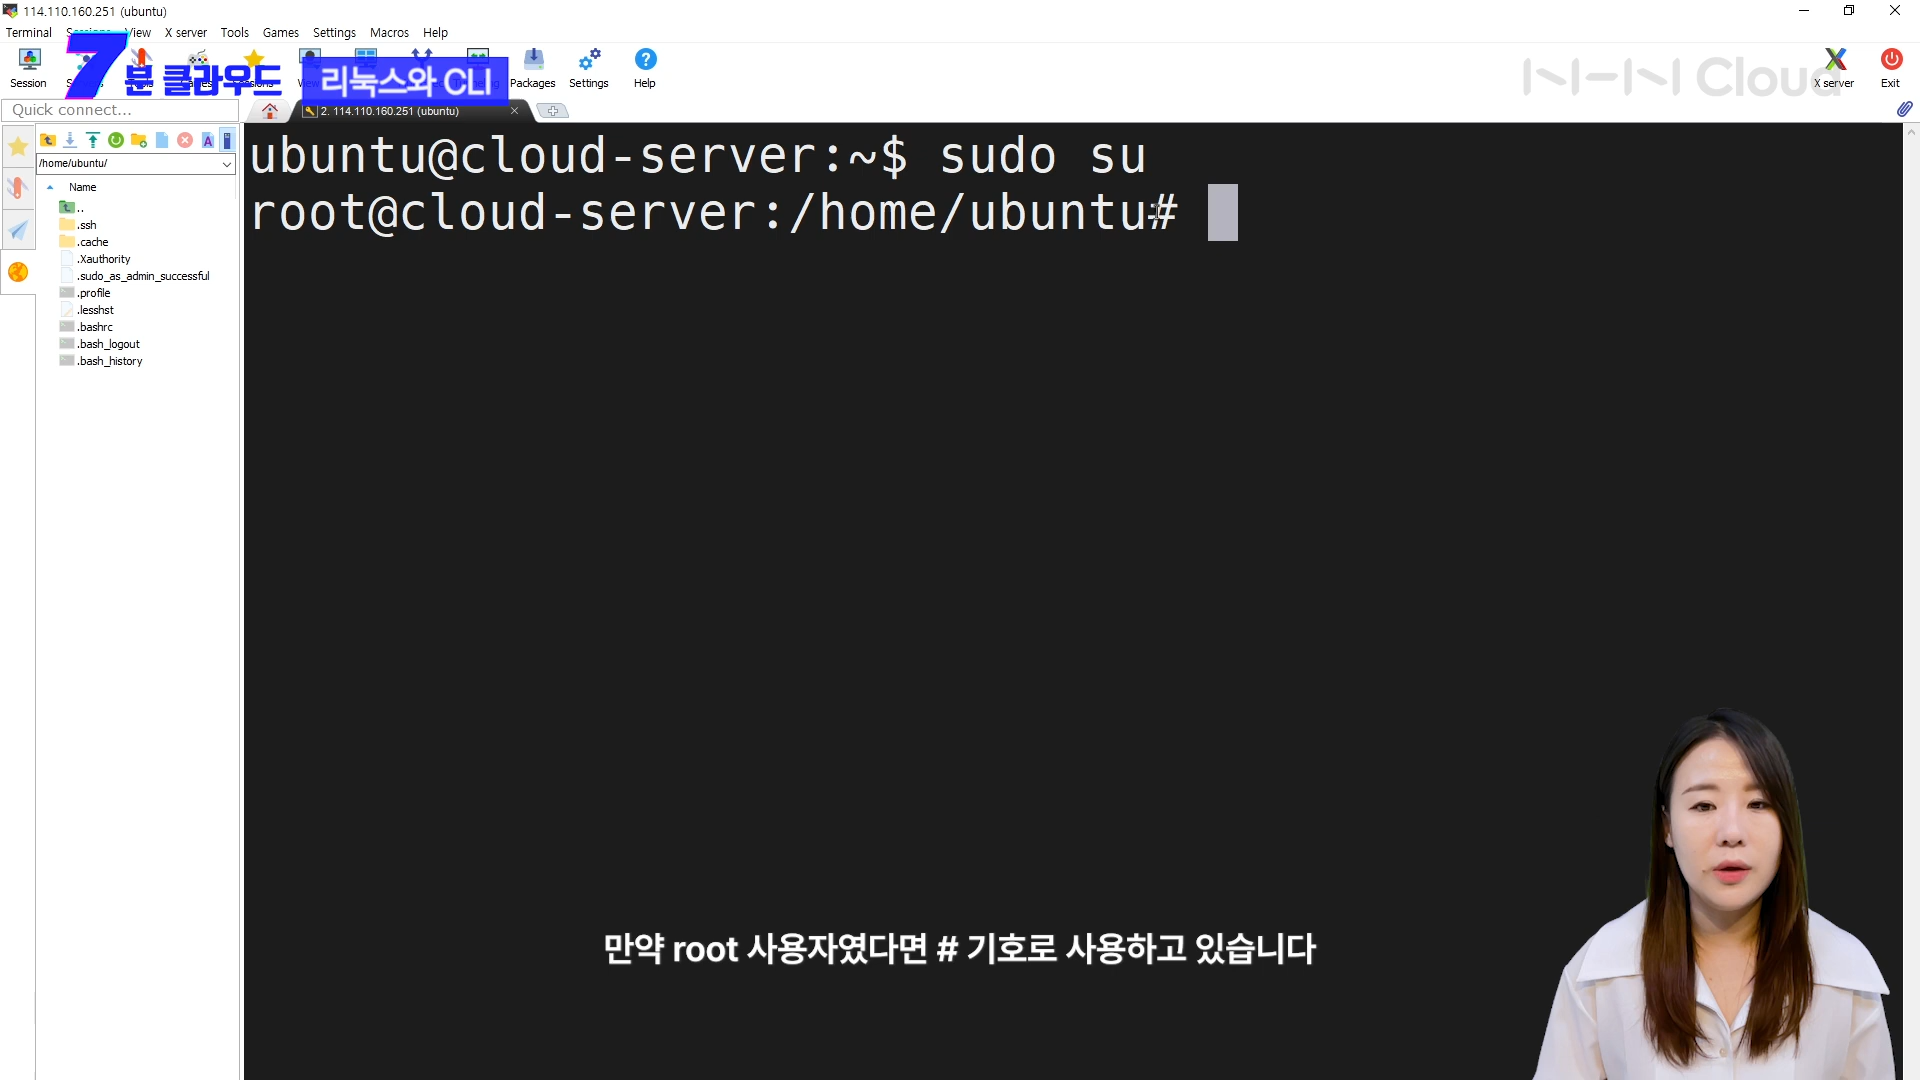 114.110.160.251 (ubuntu)
Terminal
View
X server
Tools
Games
Settings
Macros
Help
Session
Packages
Settings
Help
X server
Exit
7분 클라우드
리눅스와 CLI
NHN Cloud
Quick connect...
2. 114.110.160.251 (ubuntu)
/home/ubuntu/
Name
..
.ssh
.cache
.Xauthority
.sudo_as_admin_successful
.profile
.lesshst
.bashrc
.bash_logout
.bash_history
ubuntu@cloud-server:~$ sudo su
root@cloud-server:/home/ubuntu#
만약 root 사용자였다면 # 기호로 사용하고 있습니다